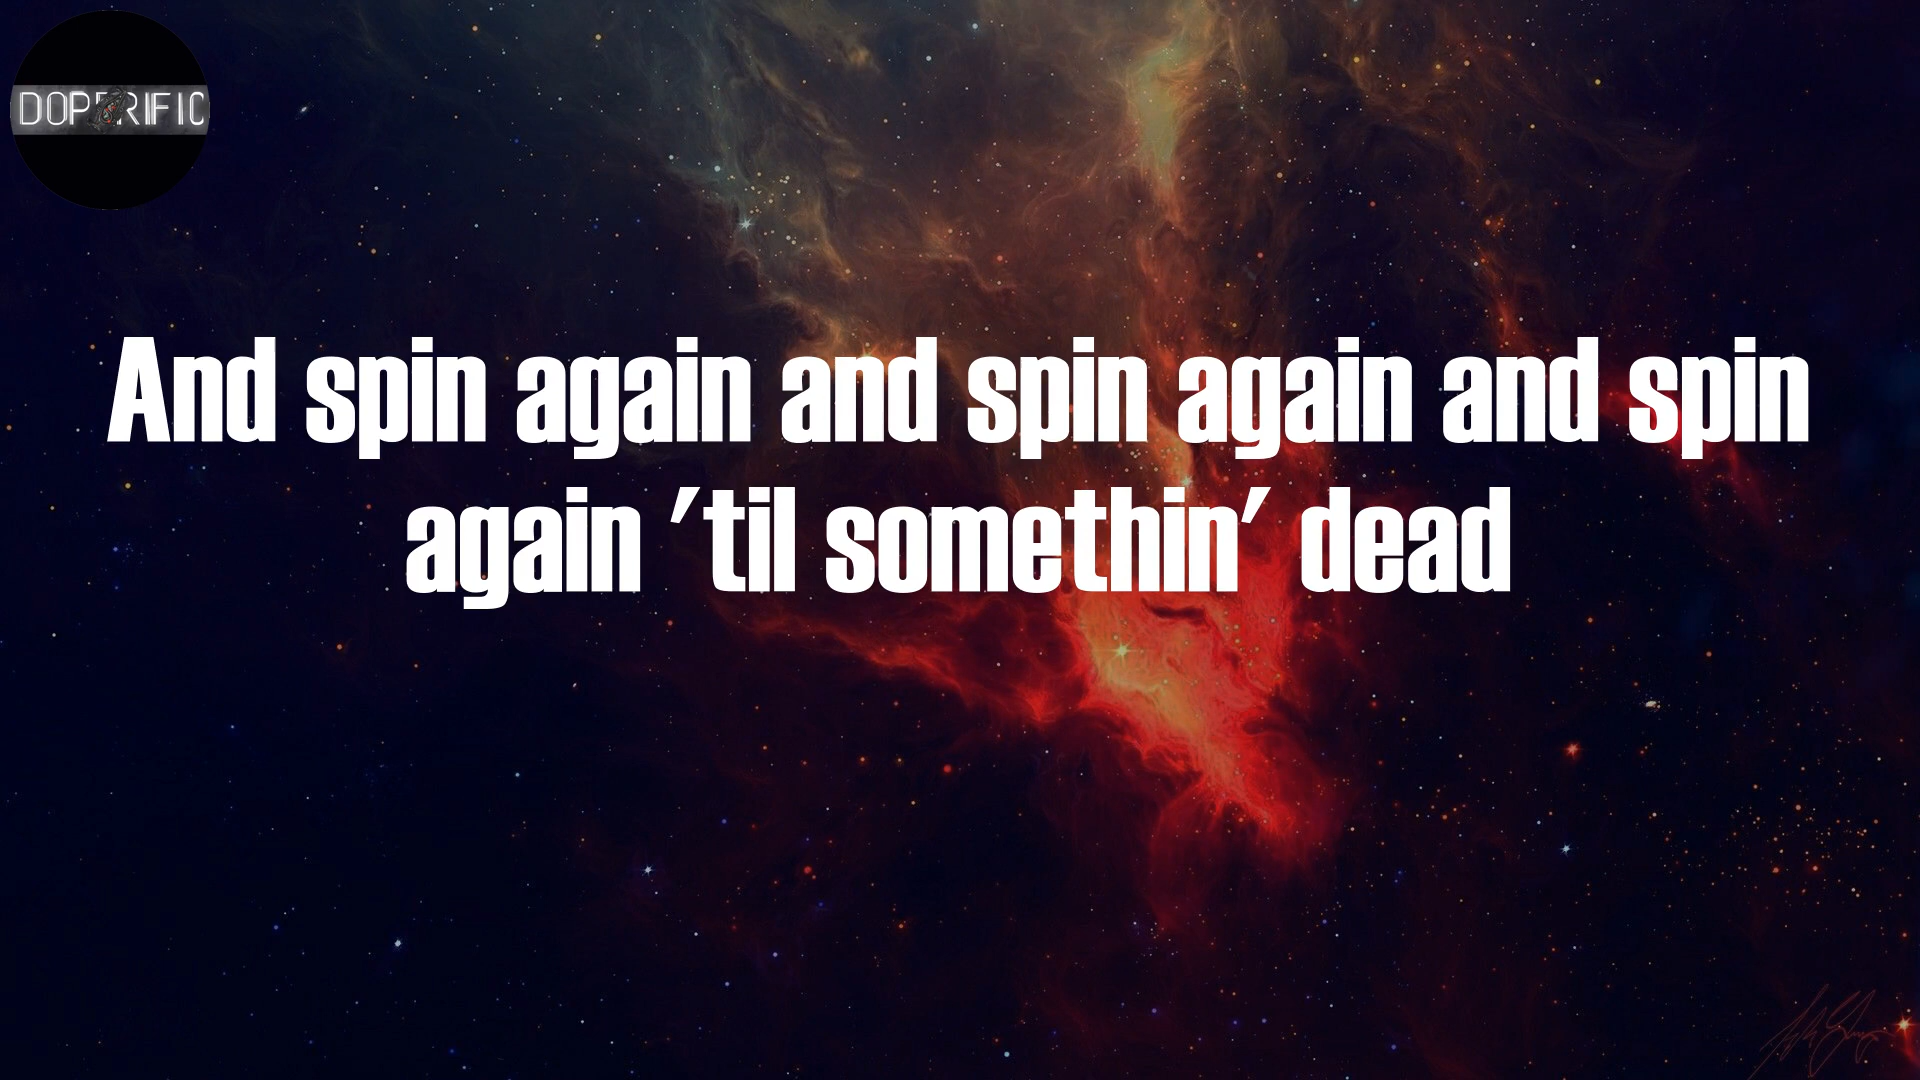 DOPERIFIC
And spin again and spin again and spin
again 'til somethin' dead